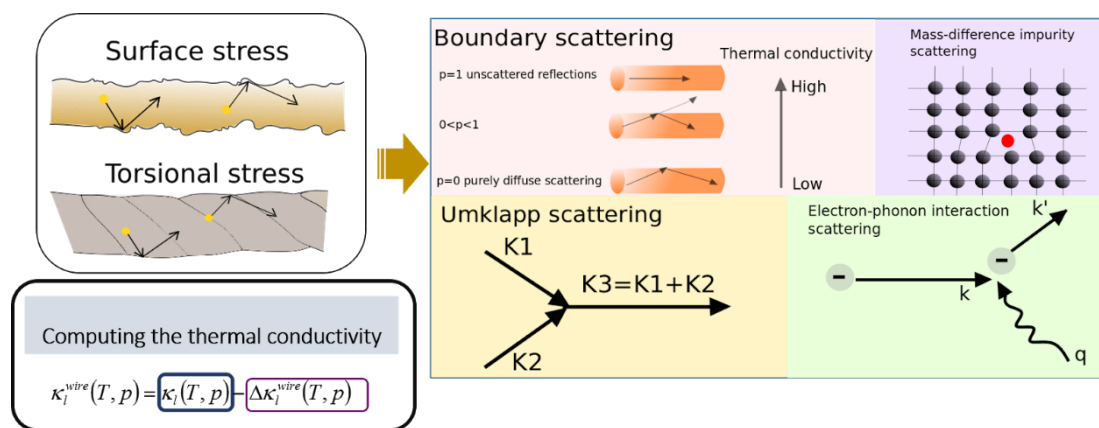 Surface stress
Torsional stress
Computing the thermal conductivity
κ_l^{wire}(T, p) = κ_l(T, p) − Δκ_l^{wire}(T, p)
Boundary scattering
Thermal conductivity
p=1 unscattered reflections
High
0<p<1
p=0 purely diffuse scattering
Low
Mass-difference impurity
scattering
Umklapp scattering
K1
K3=K1+K2
K2
Electron-phonon interaction
scattering
k'
−
−
k
q